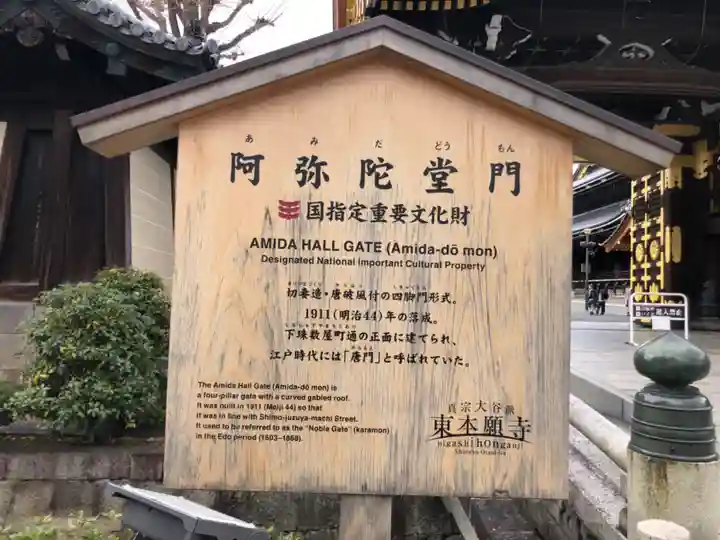 あみだどうもん
阿弥陀堂門
国指定重要文化財
AMIDA HALL GATE (Amida-dō mon)
Designated National Important Cultural Property
切妻造・唐破風付の四脚門形式。
1911(明治44)年の落成。
下珠数屋町通の正面に建てられ、
江戸時代には「唐門」と呼ばれていた。
The Amida Hall Gate (Amida-dō mon) is
a four-pillar gate with a curved gabled roof.
It was built in 1911 (Meiji 44) so that
it was in line with Shimo-juzuya-machi Street.
It used to be referred to as the "Noble Gate" (karamon)
in the Edo period (1603–1868).
真宗大谷派
東本願寺
higashi honganji